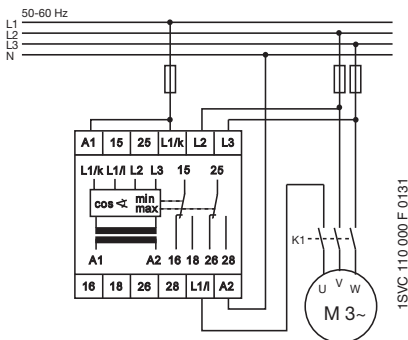 50-60 Hz
L1
L2
L3
N
A1 15 25 L1/k L2 L3
L1/k L1/l L2 L3 15 25
cos ∢ min
max
A1 A2 16 18 26 28
16 18 26 28 L1/l A2
K1
U V W
M 3~
1SVC 110 000 F 0131